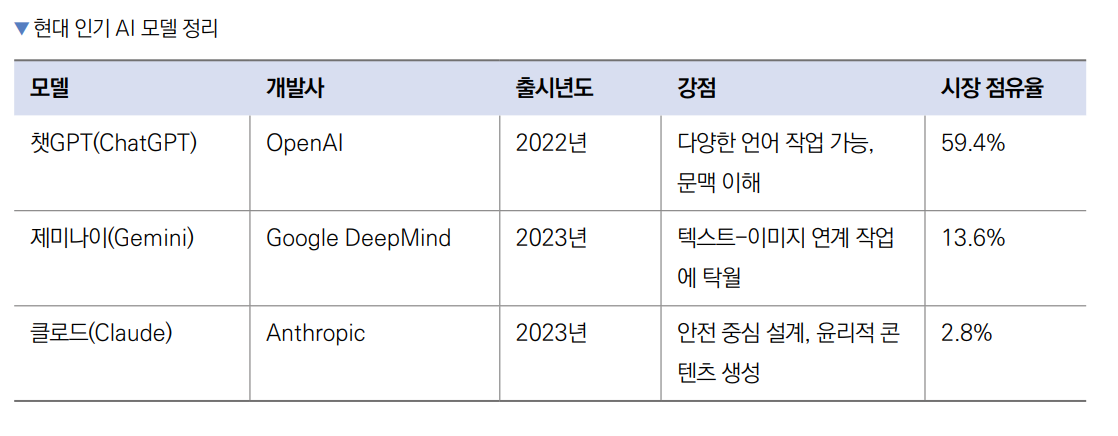 ▼현대 인기 AI 모델 정리
모델 개발사 출시년도 강점 시장 점유율
챗GPT(ChatGPT) OpenAI 2022년 다양한 언어 작업 가능, 59.4%
문맥 이해
제미나이(Gemini) Google DeepMind 2023년 텍스트-이미지 연계 작업 13.6%
에 탁월
클로드(Claude) Anthropic 2023년 안전 중심 설계, 윤리적 콘 2.8%
텐츠 생성